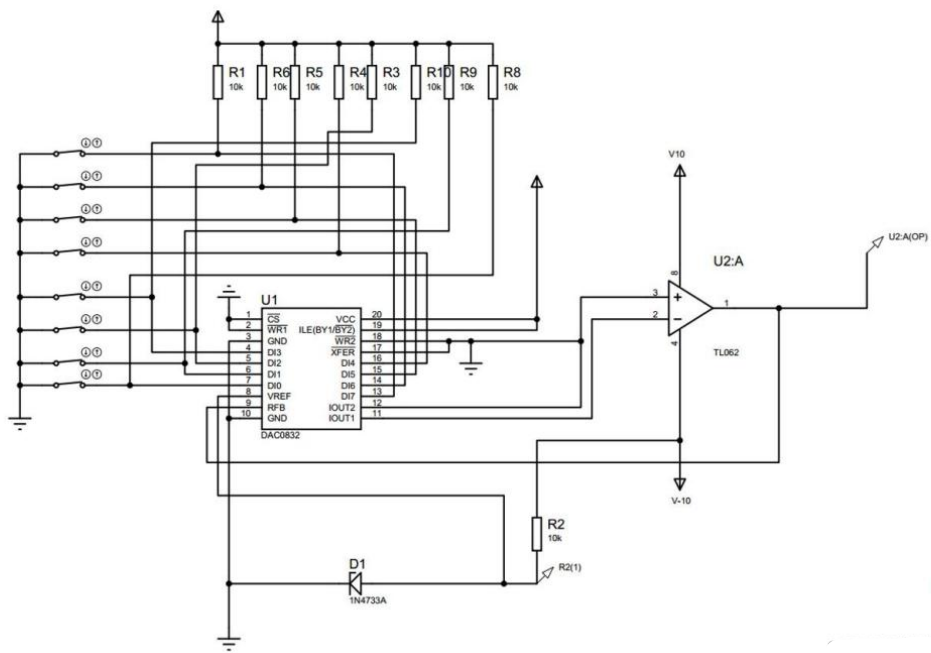 R1
10k
R6
10k
R5
10k
R4
10k
R3
10k
R10
10k
R9
10k
R8
10k
V10
U2:A(OP)
U2:A
8
3
+
2
−
1
4
TL062
V-10
U1
1 CS
2 WR1
3 GND
4 DI3
5 DI2
6 DI1
7 DI0
8 VREF
9 RFB
10 GND
VCC 20
ILE(BY1/BY2) 19
WR2 18
XFER 17
DI4 16
DI5 15
DI6 14
DI7 13
IOUT2 12
IOUT1 11
DAC0832
R2
10k
R2(1)
D1
1N4733A